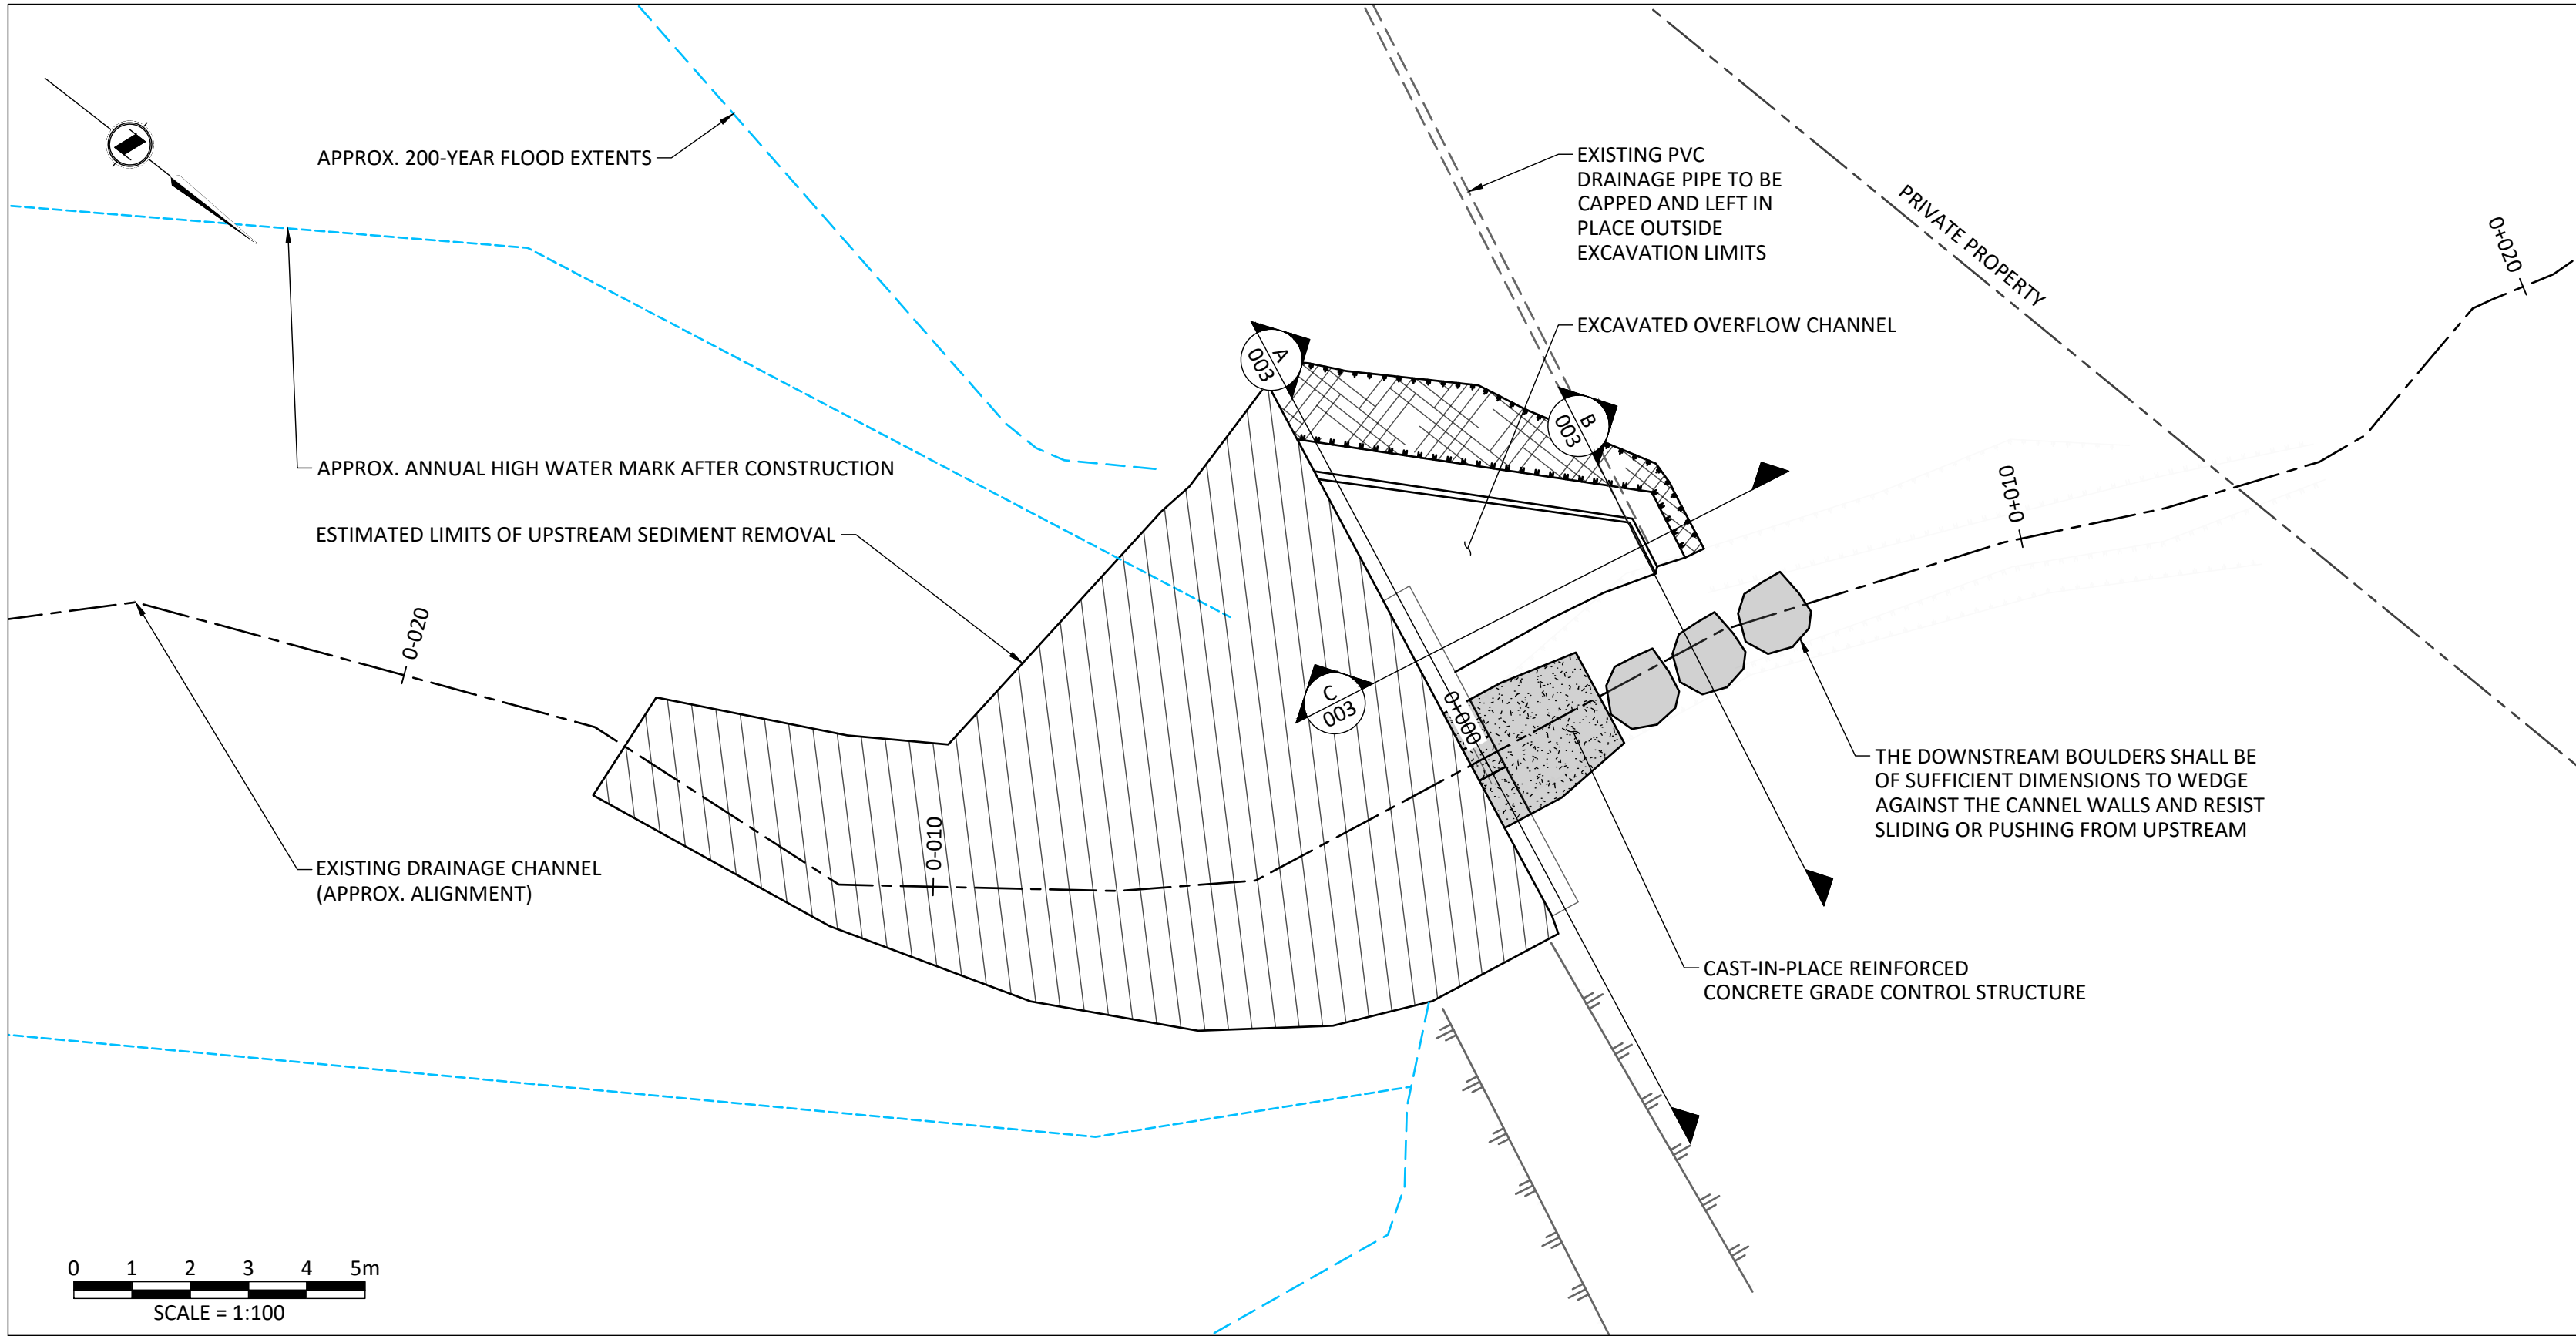 APPROX. 200-YEAR FLOOD EXTENTS
EXISTING PVC
DRAINAGE PIPE TO BE
CAPPED AND LEFT IN
PLACE OUTSIDE
EXCAVATION LIMITS
PRIVATE PROPERTY
0+020
EXCAVATED OVERFLOW CHANNEL
A
003
B
003
APPROX. ANNUAL HIGH WATER MARK AFTER CONSTRUCTION
0+010
ESTIMATED LIMITS OF UPSTREAM SEDIMENT REMOVAL
0-020
C
003
0+000
THE DOWNSTREAM BOULDERS SHALL BE
OF SUFFICIENT DIMENSIONS TO WEDGE
AGAINST THE CANNEL WALLS AND RESIST
SLIDING OR PUSHING FROM UPSTREAM
0-010
EXISTING DRAINAGE CHANNEL
(APPROX. ALIGNMENT)
CAST-IN-PLACE REINFORCED
CONCRETE GRADE CONTROL STRUCTURE
0 1 2 3 4 5m
SCALE = 1:100